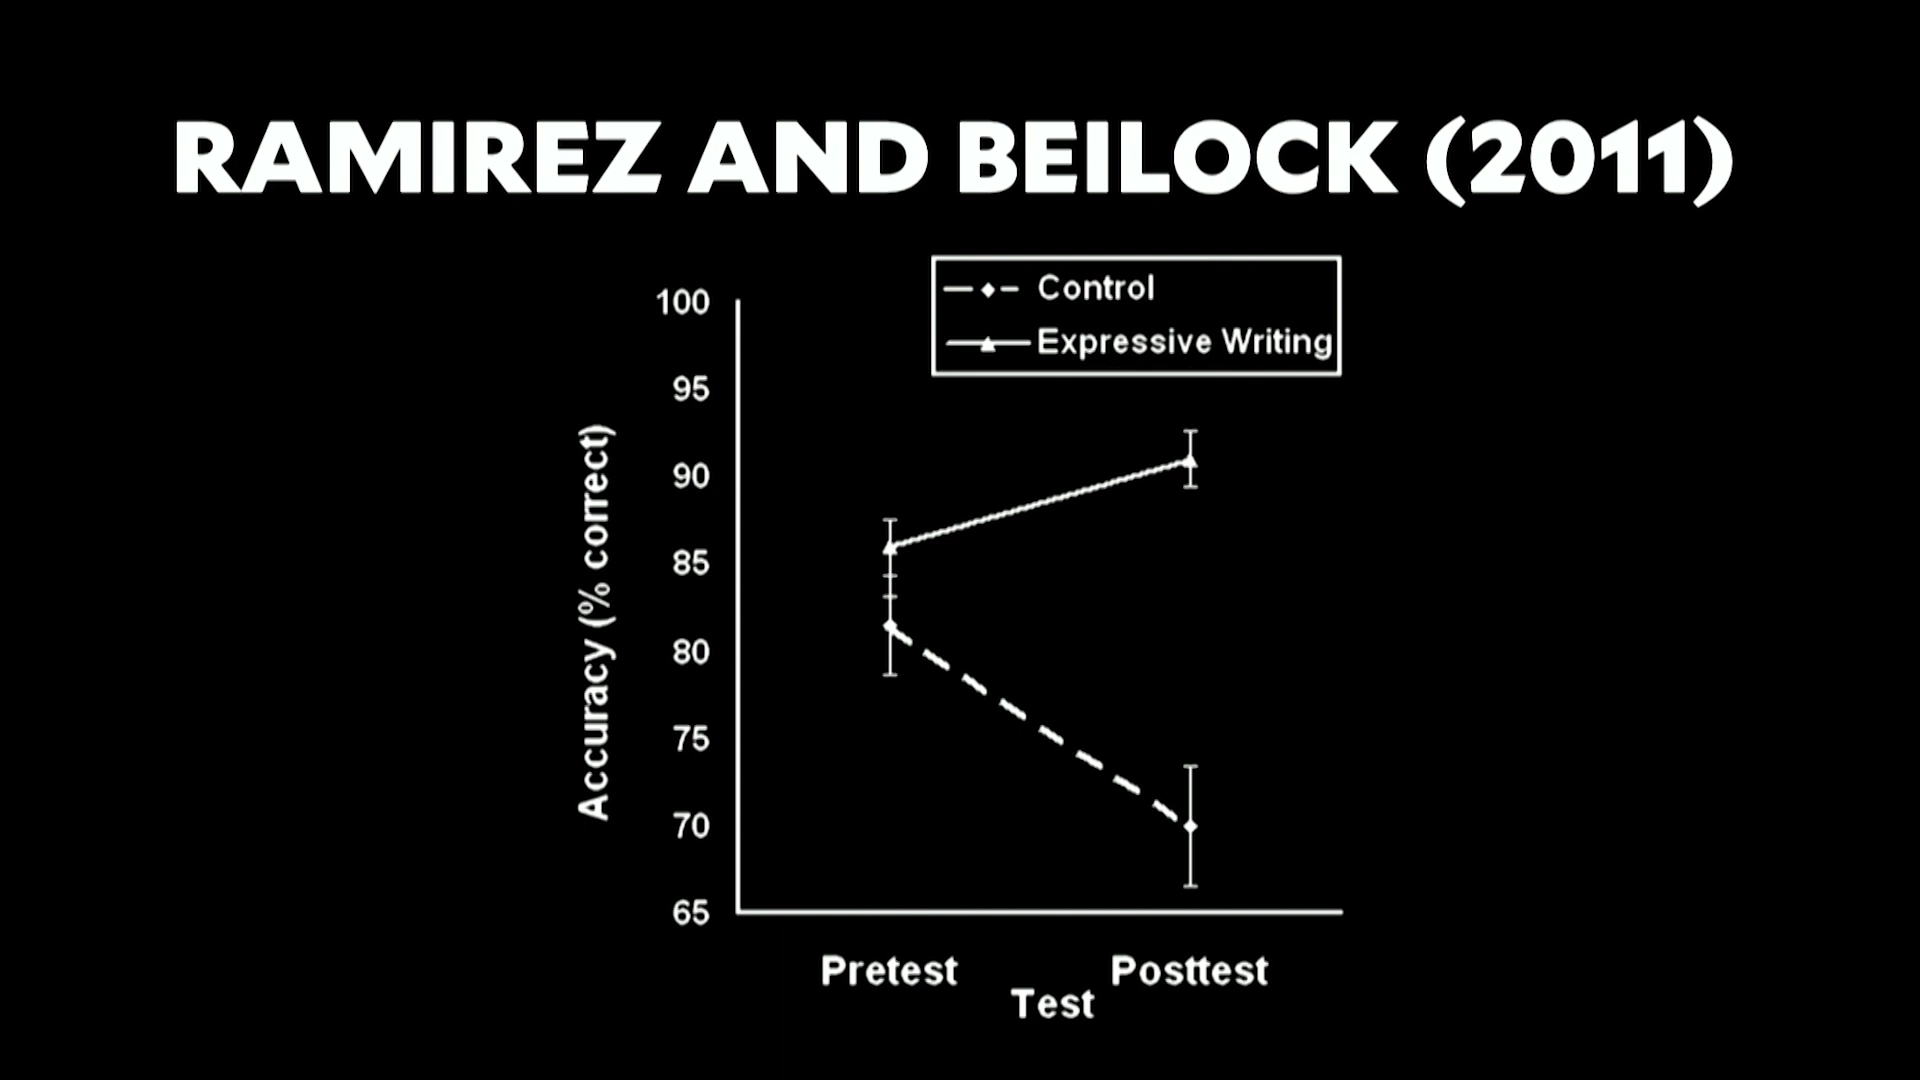 RAMIREZ AND BEILOCK (2011)
Control
Expressive Writing
100
95
90
85
80
75
70
65
Accuracy (% correct)
Pretest
Posttest
Test